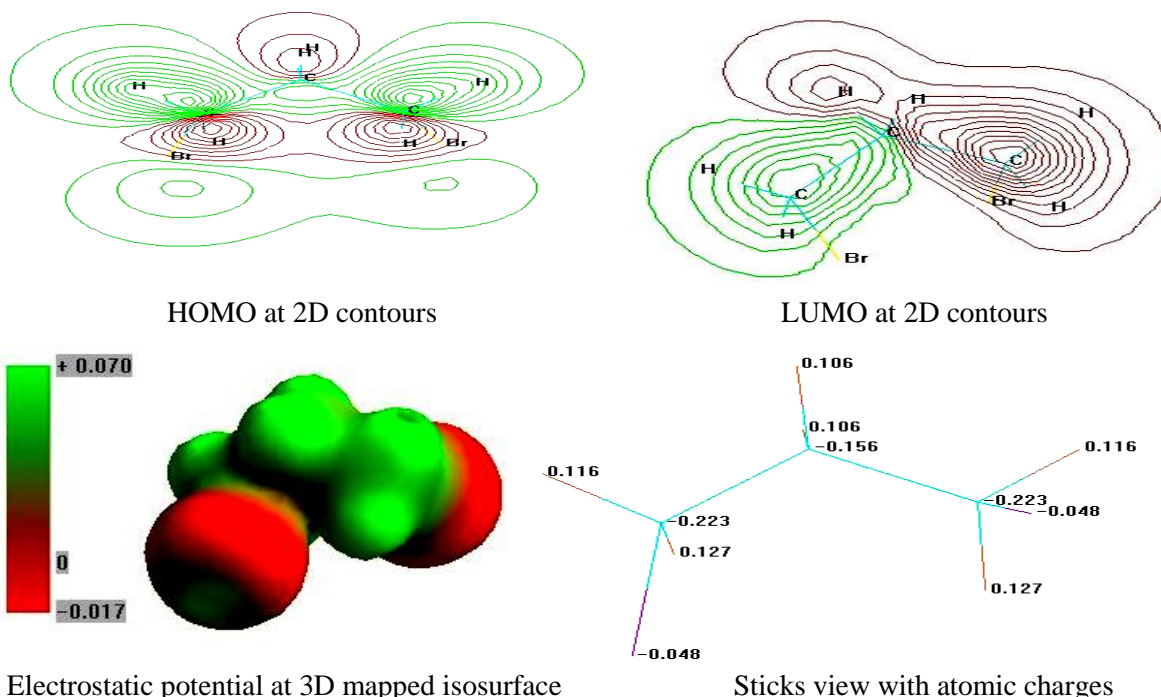 H
H
H
H
C
C
H
H
Br
Br
HOMO at 2D contours
H
H
H
C
C
H
Br
H
C
H
Br
LUMO at 2D contours
+ 0.070
0
-0.017
Electrostatic potential at 3D mapped isosurface
0.106
0.106
-0.156
0.116
0.116
-0.223
-0.048
-0.223
0.127
0.127
-0.048
Sticks view with atomic charges